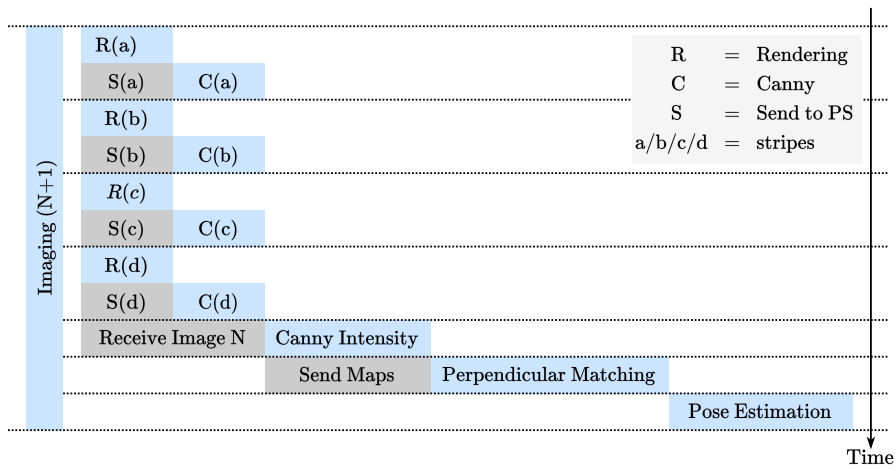 R(a)
S(a) C(a)
R(b)
S(b) C(b)
R(c)
S(c) C(c)
R(d)
S(d) C(d)
Receive Image N Canny Intensity
Send Maps Perpendicular Matching
Pose Estimation
Imaging (N+1)
R = Rendering
C = Canny
S = Send to PS
a/b/c/d = stripes
Time